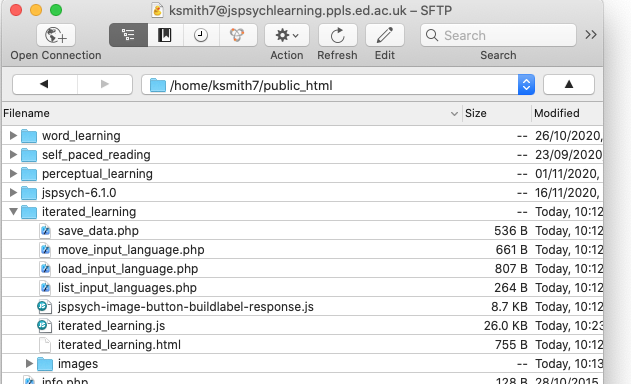 ksmith7@jspsychlearning.ppls.ed.ac.uk – SFTP
Search
Open Connection Action Refresh Edit Search
/home/ksmith7/public_html
Filename Size Modified
word_learning -- 26/10/2020,
self_paced_reading -- 23/09/2020
perceptual_learning -- 01/11/2020,
jspsych-6.1.0 -- 16/11/2020,
iterated_learning -- Today, 10:12
save_data.php 536 B Today, 10:12
move_input_language.php 661 B Today, 10:12
load_input_language.php 807 B Today, 10:12
list_input_languages.php 264 B Today, 10:12
jspsych-image-button-buildlabel-response.js 8.7 KB Today, 10:12
iterated_learning.js 26.0 KB Today, 10:23
iterated_learning.html 755 B Today, 10:12
images -- Today, 10:13
info.php 128 B 28/10/2015